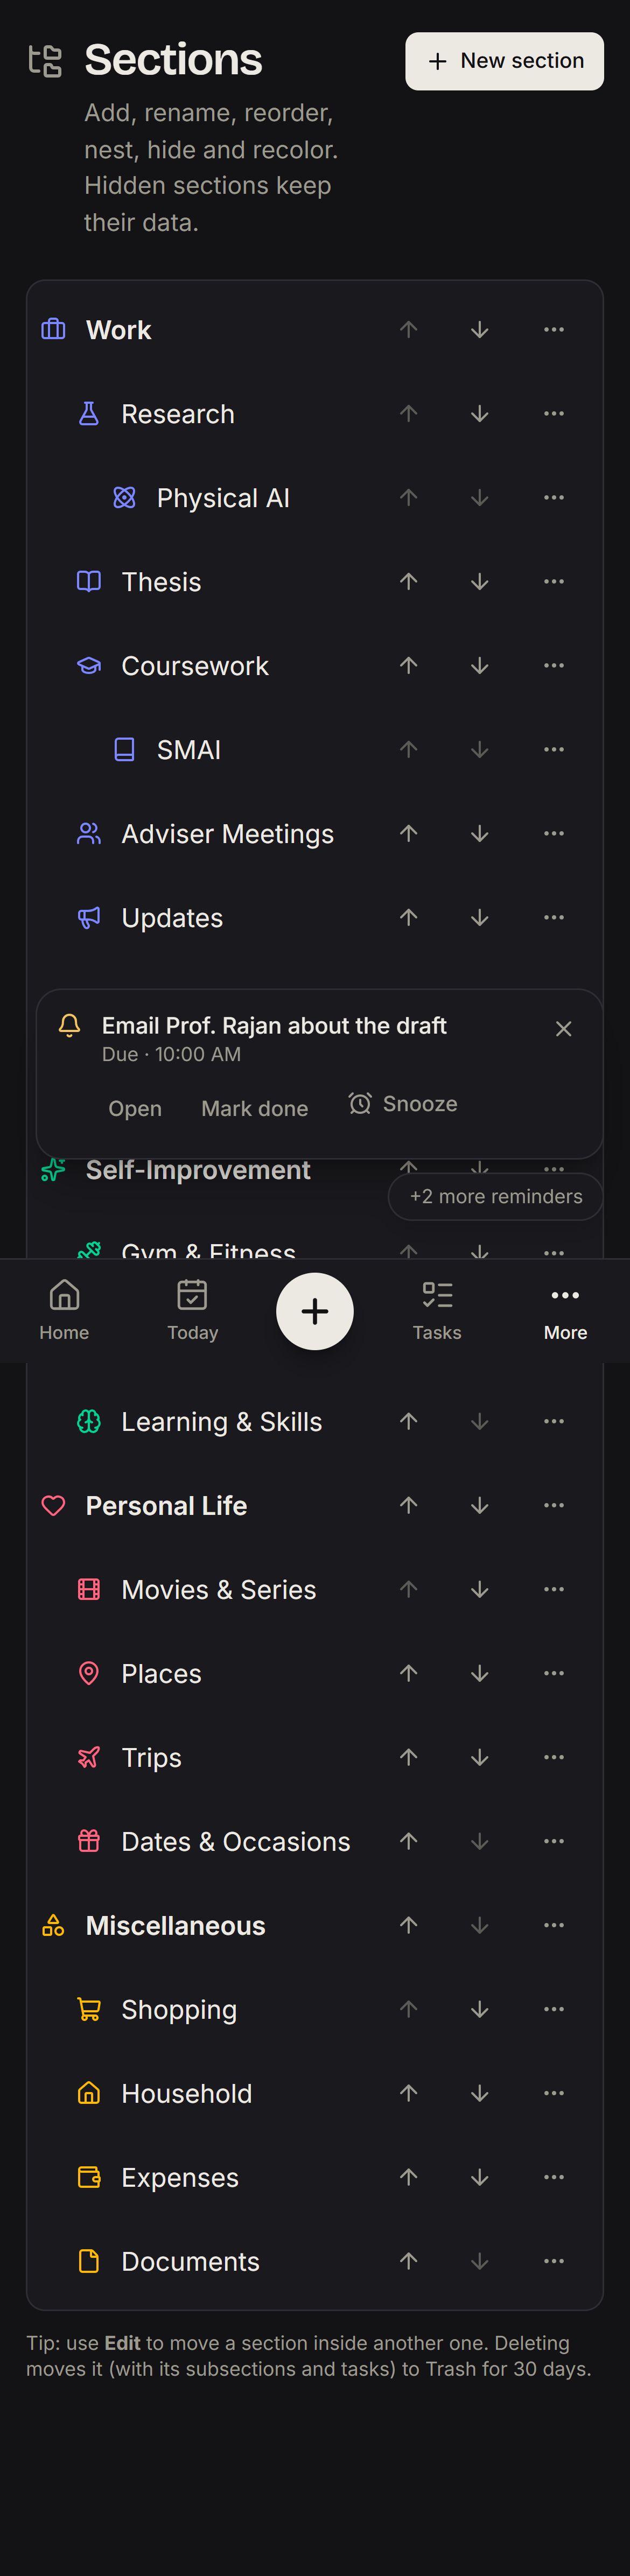 Sections
New section
Add, rename, reorder,
nest, hide and recolor.
Hidden sections keep
their data.
Work
Research
Physical AI
Thesis
Coursework
SMAI
Adviser Meetings
Updates
Email Prof. Rajan about the draft
Due · 10:00 AM
Open
Mark done
Snooze
Self-Improvement
+2 more reminders
Gym & Fitness
Home
Today
Tasks
More
Learning & Skills
Personal Life
Movies & Series
Places
Trips
Dates & Occasions
Miscellaneous
Shopping
Household
Expenses
Documents
Tip: use Edit to move a section inside another one. Deleting
moves it (with its subsections and tasks) to Trash for 30 days.